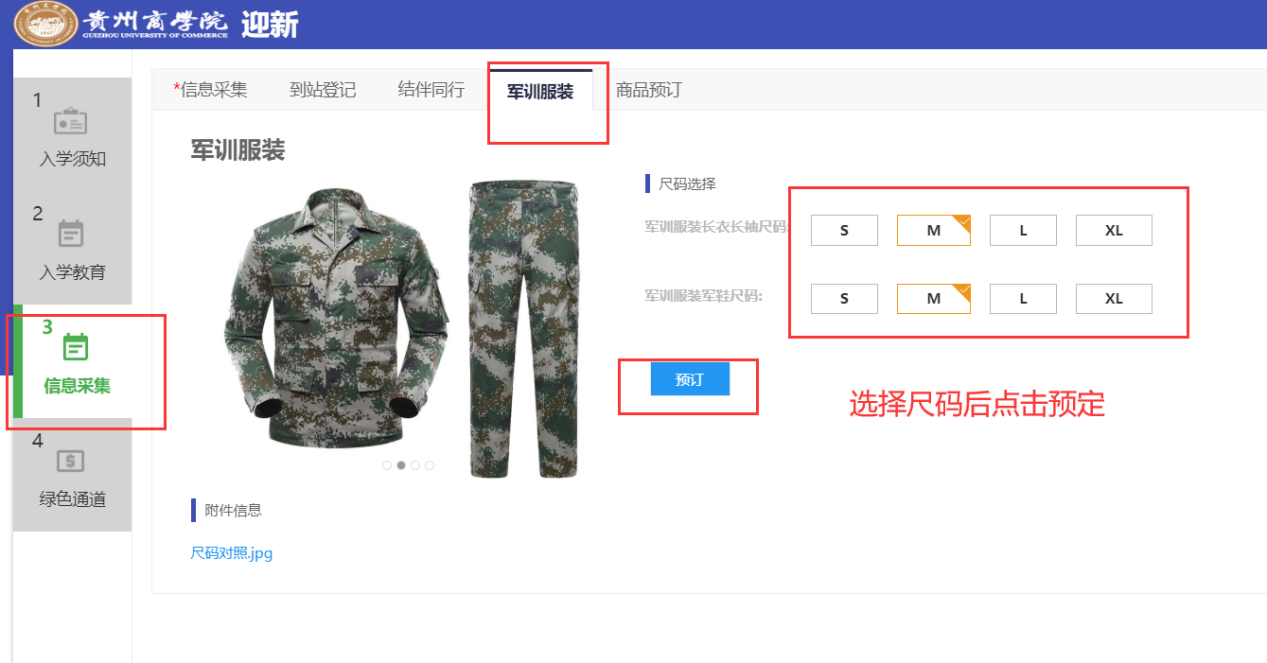 贵州商学院 迎新
GUIZHOU UNIVERSITY OF COMMERCE
*信息采集 到站登记 结伴同行 军训服装 商品预订
1
入学须知
2
入学教育
3
信息采集
4
绿色通道
军训服装
尺码选择
军训服装长衣长袖尺码:
S M L XL
军训服装军鞋尺码:
S M L XL
预订
选择尺码后点击预定
附件信息
尺码对照.jpg